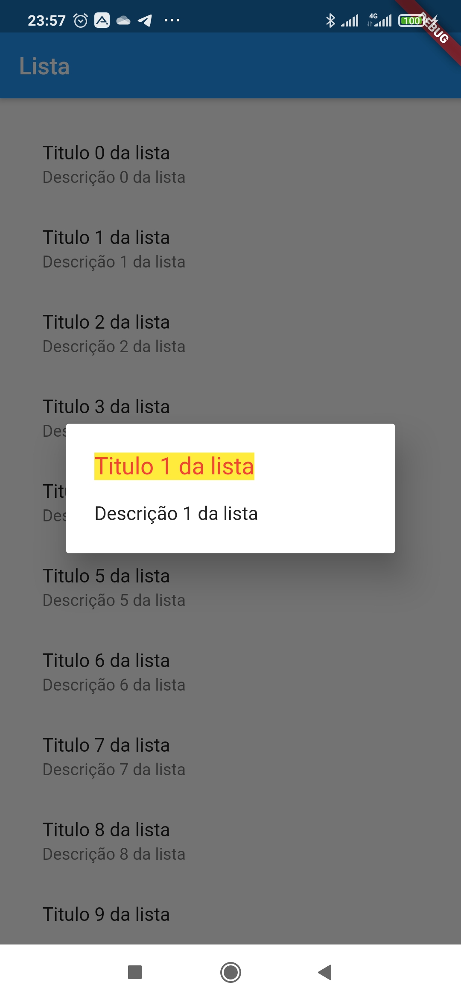 23:57
4G
100
DEBUG
Lista
Titulo 0 da lista
Descrição 0 da lista
Titulo 1 da lista
Descrição 1 da lista
Titulo 2 da lista
Descrição 2 da lista
Titulo 3 da lista
Des
Titulo 1 da lista
Descrição 1 da lista
Tit
Des
Titulo 5 da lista
Descrição 5 da lista
Titulo 6 da lista
Descrição 6 da lista
Titulo 7 da lista
Descrição 7 da lista
Titulo 8 da lista
Descrição 8 da lista
Titulo 9 da lista